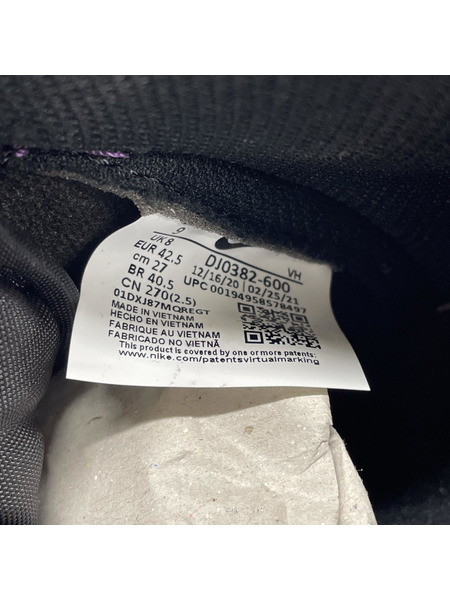 9
UK 8
EUR 42.5
cm 27
BR 40.5
CN 270(2.5)
DJ0382-600 VH
12/16/20 02/25/21
UPC 00194958578497
01DXJ87MQREGT
MADE IN VIETNAM
HECHO EN VIETNAM
FABRIQUE AU VIETNAM
FABRICADO NO VIETNÃ
This product is covered by one or more patents:
www.nike.com/patentsvirtualmarking